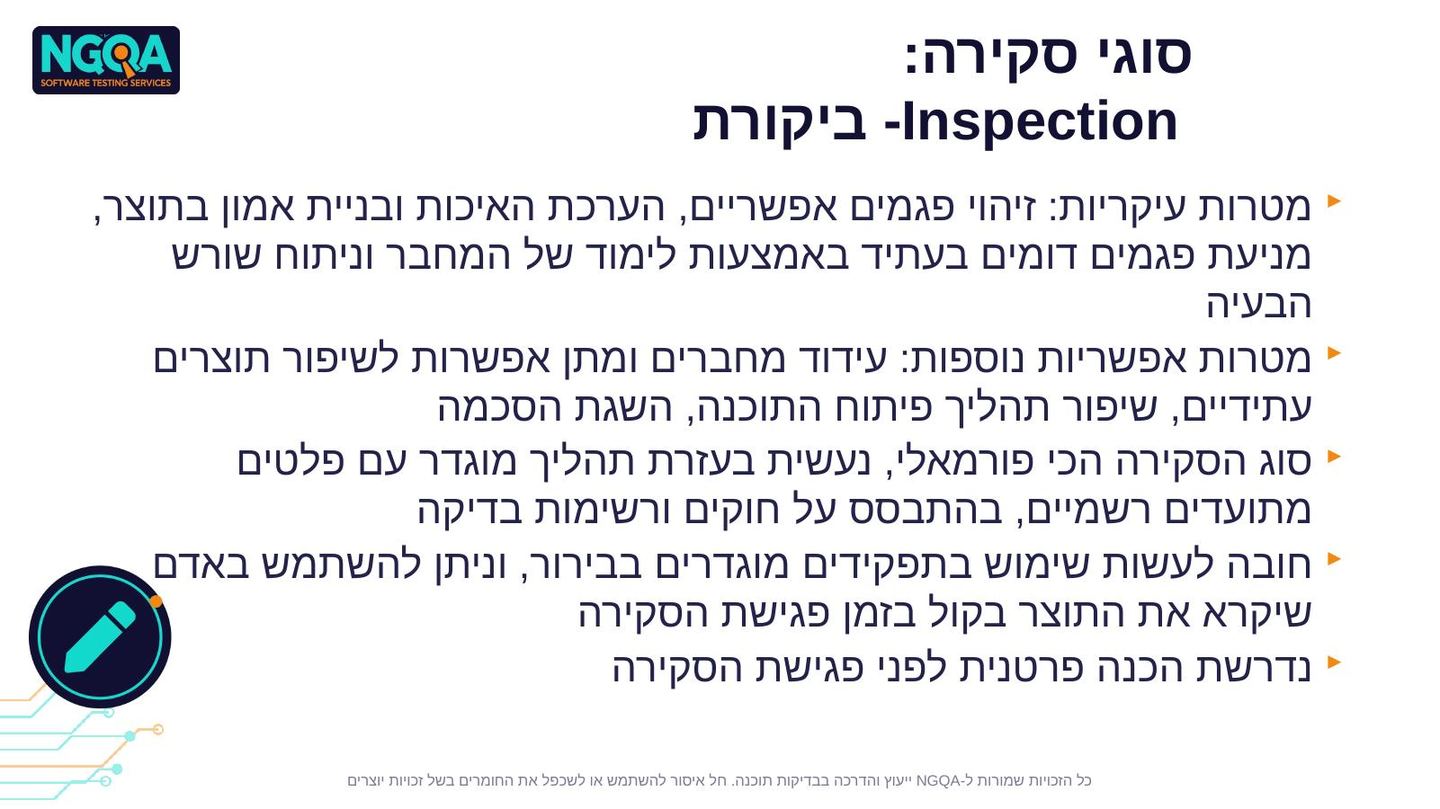 NGQA
SOFTWARE TESTING SERVICES
סוגי סקירה:
Inspection- ביקורת
מטרות עיקריות: זיהוי פגמים אפשריים, הערכת האיכות ובניית אמון בתוצר,
מניעת פגמים דומים בעתיד באמצעות לימוד של המחבר וניתוח שורש
הבעיה
מטרות אפשריות נוספות: עידוד מחברים ומתן אפשרות לשיפור תוצרים
עתידיים, שיפור תהליך פיתוח התוכנה, השגת הסכמה
סוג הסקירה הכי פורמאלי, נעשית בעזרת תהליך מוגדר עם פלטים
מתועדים רשמיים, בהתבסס על חוקים ורשימות בדיקה
חובה לעשות שימוש בתפקידים מוגדרים בבירור, וניתן להשתמש באדם
שיקרא את התוצר בקול בזמן פגישת הסקירה
נדרשת הכנה פרטנית לפני פגישת הסקירה
כל הזכויות שמורות ל-NGQA ייעוץ והדרכה בבדיקות תוכנה. חל איסור להשתמש או לשכפל את החומרים בשל זכויות יוצרים